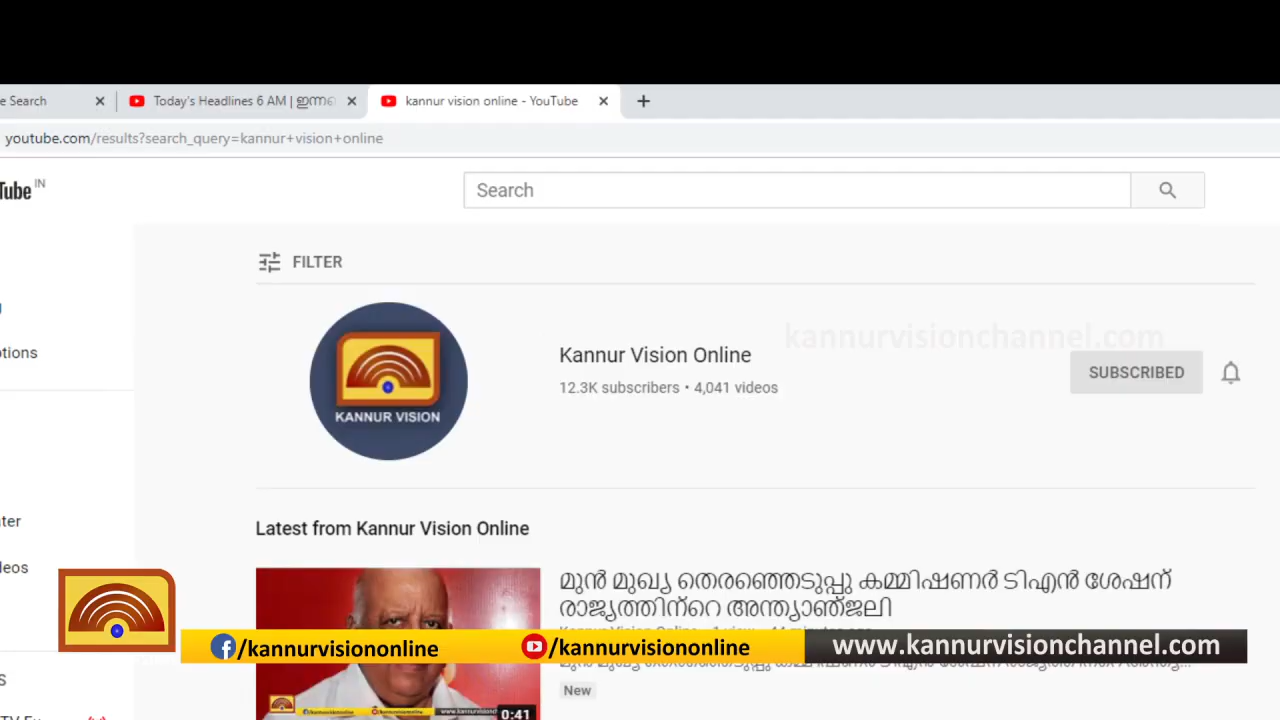 e Search
Today's Headlines 6 AM | ഇന്നത
kannur vision online - YouTube
youtube.com/results?search_query=kannur+vision+online
Tube IN
Search
FILTER
kannurvisionchannel.com
KANNUR VISION
Kannur Vision Online
12.3K subscribers • 4,041 videos
SUBSCRIBED
otions
Latest from Kannur Vision Online
ter
eos
മുൻ മുഖ്യ തെരഞ്ഞെടുപ്പു കമ്മിഷണർ ടിഎൻ ശേഷന്
രാജ്യത്തിന്റെ അന്ത്യാഞ്ജലി
/kannurvisiononline
/kannurvisiononline
www.kannurvisionchannel.com
New
0:41
S